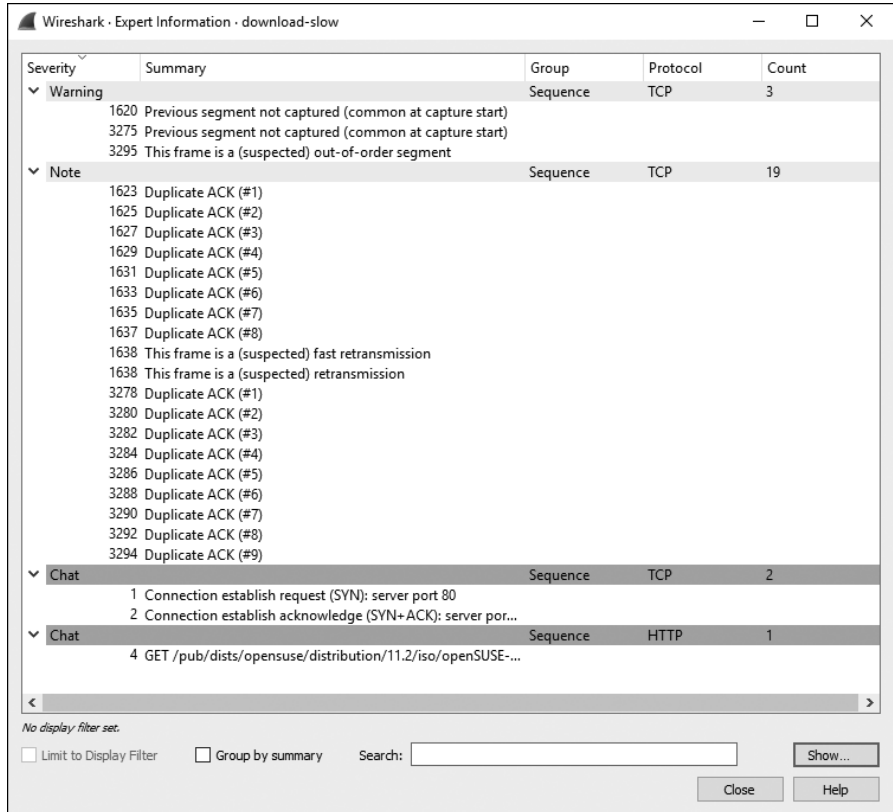 Wireshark · Expert Information · download-slow
Severity Summary Group Protocol Count
Warning Sequence TCP 3
1620 Previous segment not captured (common at capture start)
3275 Previous segment not captured (common at capture start)
3295 This frame is a (suspected) out-of-order segment
Note Sequence TCP 19
1623 Duplicate ACK (#1)
1625 Duplicate ACK (#2)
1627 Duplicate ACK (#3)
1629 Duplicate ACK (#4)
1631 Duplicate ACK (#5)
1633 Duplicate ACK (#6)
1635 Duplicate ACK (#7)
1637 Duplicate ACK (#8)
1638 This frame is a (suspected) fast retransmission
1638 This frame is a (suspected) retransmission
3278 Duplicate ACK (#1)
3280 Duplicate ACK (#2)
3282 Duplicate ACK (#3)
3284 Duplicate ACK (#4)
3286 Duplicate ACK (#5)
3288 Duplicate ACK (#6)
3290 Duplicate ACK (#7)
3292 Duplicate ACK (#8)
3294 Duplicate ACK (#9)
Chat Sequence TCP 2
1 Connection establish request (SYN): server port 80
2 Connection establish acknowledge (SYN+ACK): server por...
Chat Sequence HTTP 1
4 GET /pub/dists/opensuse/distribution/11.2/iso/openSUSE-...
No display filter set.
Limit to Display Filter Group by summary Search: Show...
Close Help